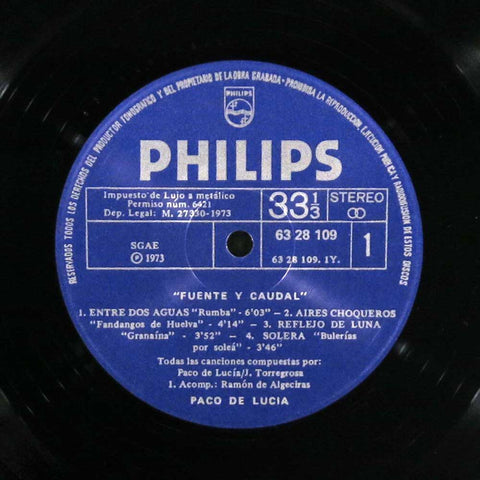 RESERVADOS TODOS LOS DERECHOS DEL PRODUCTOR FONOGRAFICO Y DEL PROPIETARIO DE LA OBRA GRABADA - PROHIBIDA LA REPRODUCCION, EJECUCION PUBLICA Y RADIODIFUSION DE ESTOS DISCOS
PHILIPS
PHILIPS
Impuesto de Lujo a metálico
Permiso núm. 6421
Dep. Legal: M. 27330-1973
33 1/3
STEREO
SGAE
Ⓟ 1973
63 28 109
1
63 28 109. 1Y.
"FUENTE Y CAUDAL"
1. ENTRE DOS AGUAS "Rumba" - 6'03" - 2. AIRES CHOQUEROS
"Fandangos de Huelva" - 4'14" - 3. REFLEJO DE LUNA
"Granaína" - 3'52" - 4. SOLERA "Bulerías
por soleá" - 3'46"
Todas las canciones compuestas por:
Paco de Lucía/J. Torregrosa
1. Acomp.: Ramón de Algeciras
PACO DE LUCIA